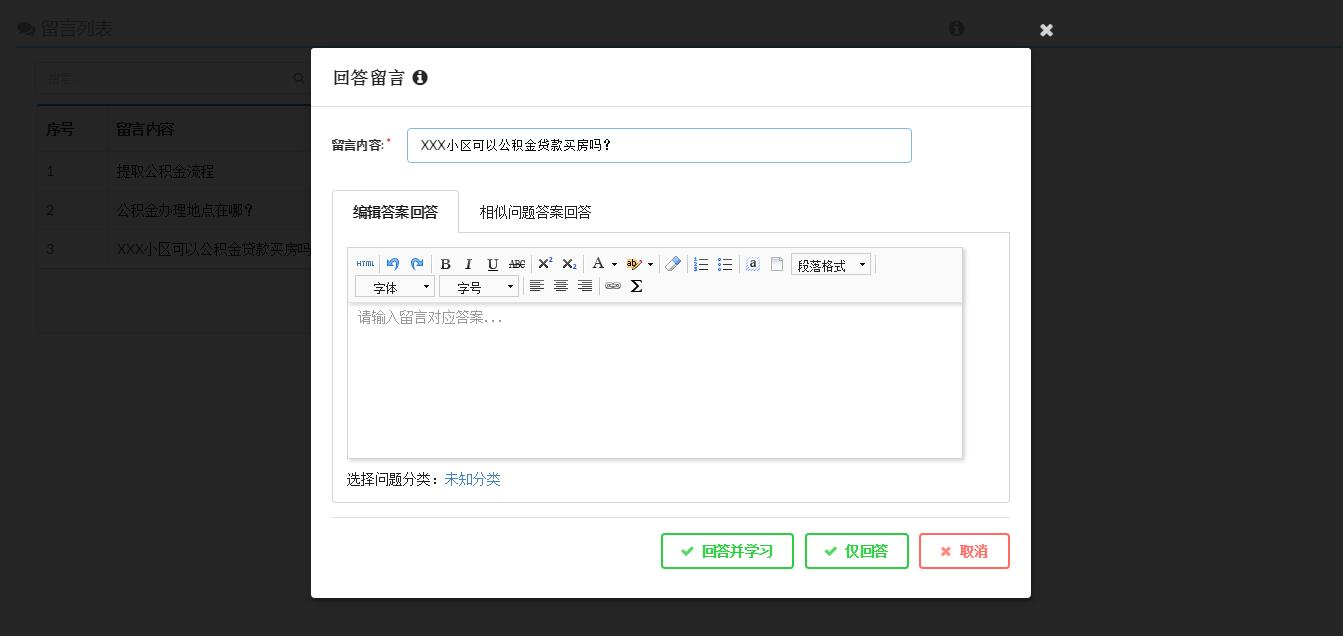 留言列表
搜索...
序号 留言内容
1 提取公积金流程
2 公积金办理地点在哪？
3 XXX小区可以公积金贷款买房吗
回答留言
留言内容:* XXX小区可以公积金贷款买房吗？
编辑答案回答 相似问题答案回答
HTML B I U ABC X² X₂ A ab a 段落格式
字体 字号 Σ
请输入留言对应答案...
选择问题分类：未知分类
回答并学习 仅回答 取消